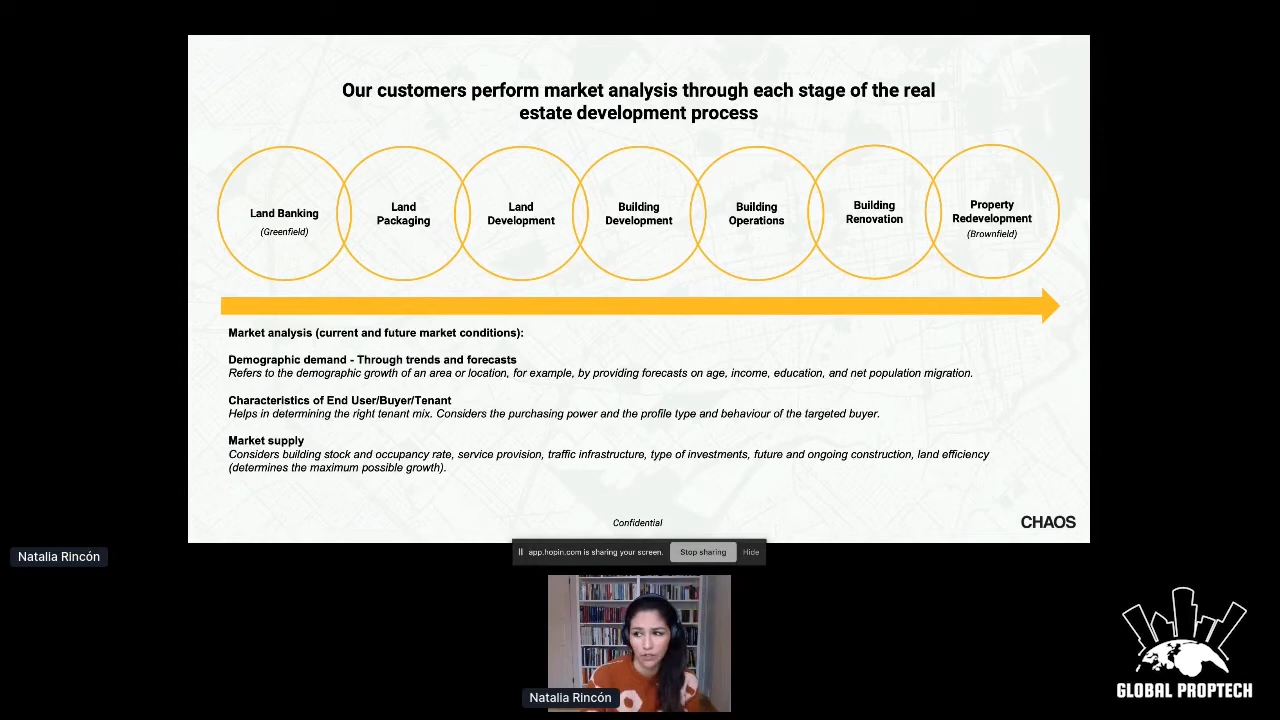 Our customers perform market analysis through each stage of the real
estate development process
Land Banking
(Greenfield)
Land
Packaging
Land
Development
Building
Development
Building
Operations
Building
Renovation
Property
Redevelopment
(Brownfield)
Market analysis (current and future market conditions):
Demographic demand - Through trends and forecasts
Refers to the demographic growth of an area or location, for example, by providing forecasts on age, income, education, and net population migration.
Characteristics of End User/Buyer/Tenant
Helps in determining the right tenant mix. Considers the purchasing power and the profile type and behaviour of the targeted buyer.
Market supply
Considers building stock and occupancy rate, service provision, traffic infrastructure, type of investments, future and ongoing construction, land efficiency
(determines the maximum possible growth).
Confidential
CHAOS
Natalia Rincón
app.hopin.com is sharing your screen.
Stop sharing
Hide
Natalia Rincón
GLOBAL PROPTECH